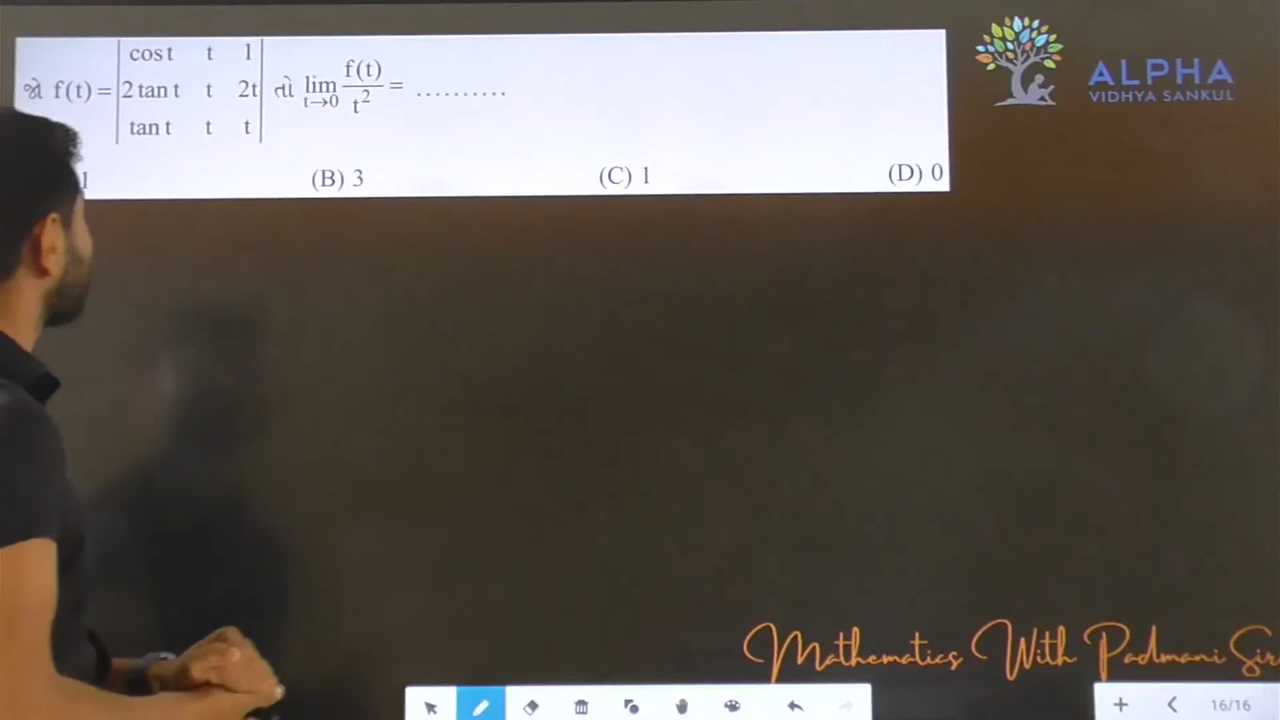 જો f(t) = | cos t t 1 | તો lim t→0 f(t)/t² = ..........
| 2 tan t t 2t |
| tan t t t |
1 (B) 3 (C) 1 (D) 0
ALPHA
VIDHYA SANKUL
Mathematics With Padmani Sir
16/16